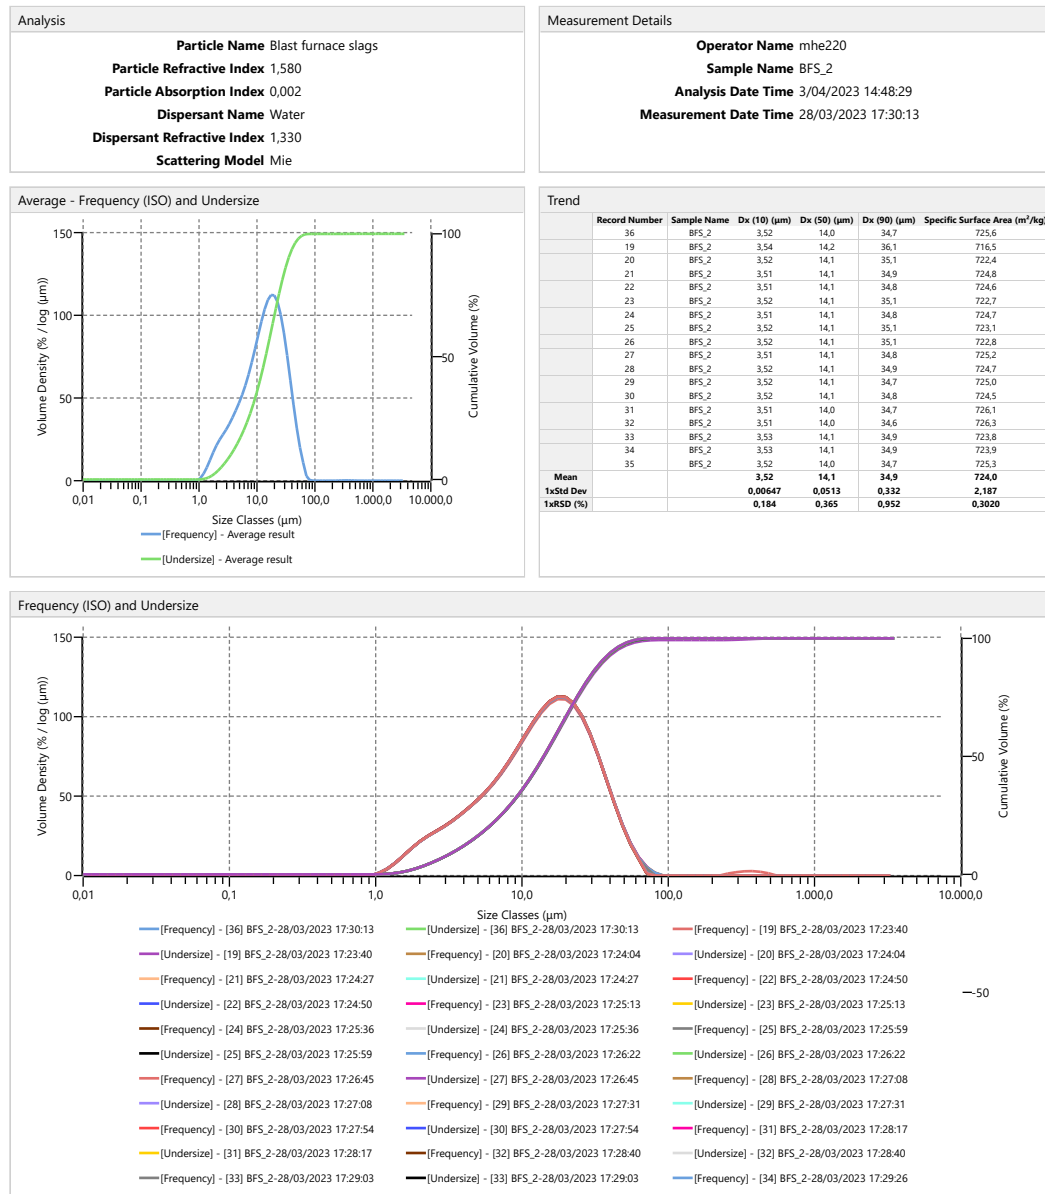 Analysis
Particle Name Blast furnace slags
Particle Refractive Index 1,580
Particle Absorption Index 0,002
Dispersant Name Water
Dispersant Refractive Index 1,330
Scattering Model Mie
Measurement Details
Operator Name mhe220
Sample Name BFS_2
Analysis Date Time 3/04/2023 14:48:29
Measurement Date Time 28/03/2023 17:30:13
Average - Frequency (ISO) and Undersize
150
100
50
0
Volume Density (% / log (µm))
100
50
0
Cumulative Volume (%)
0,01 0,1 1,0 10,0 100,0 1.000,0 10.000,0
Size Classes (µm)
[Frequency] - Average result
[Undersize] - Average result
Trend
Record Number Sample Name Dx (10) (µm) Dx (50) (µm) Dx (90) (µm) Specific Surface Area (m²/kg)
36 BFS_2 3,52 14,0 34,7 725,6
19 BFS_2 3,54 14,2 36,1 716,5
20 BFS_2 3,52 14,1 35,1 722,4
21 BFS_2 3,51 14,1 34,9 724,8
22 BFS_2 3,51 14,1 34,8 724,6
23 BFS_2 3,52 14,1 35,1 722,7
24 BFS_2 3,51 14,1 34,9 724,7
25 BFS_2 3,52 14,1 35,1 723,1
26 BFS_2 3,52 14,1 35,1 722,8
27 BFS_2 3,51 14,1 34,8 725,2
28 BFS_2 3,52 14,1 34,9 724,7
29 BFS_2 3,52 14,1 34,7 725,0
30 BFS_2 3,52 14,1 34,8 724,5
31 BFS_2 3,51 14,0 34,7 726,1
32 BFS_2 3,51 14,0 34,6 726,3
33 BFS_2 3,53 14,1 34,9 723,8
34 BFS_2 3,53 14,1 34,9 723,9
35 BFS_2 3,52 14,0 34,7 725,3
Mean 3,52 14,1 34,9 724,0
1xStd Dev 0,00647 0,0513 0,332 2,187
1xRSD (%) 0,184 0,365 0,952 0,3020
Frequency (ISO) and Undersize
150
100
50
0
Volume Density (% / log (µm))
100
50
0
-50
Cumulative Volume (%)
0,01 0,1 1,0 10,0 100,0 1.000,0 10.000,0
Size Classes (µm)
[Frequency] - [36] BFS_2-28/03/2023 17:30:13 [Undersize] - [36] BFS_2-28/03/2023 17:30:13 [Frequency] - [19] BFS_2-28/03/2023 17:23:40
[Undersize] - [19] BFS_2-28/03/2023 17:23:40 [Frequency] - [20] BFS_2-28/03/2023 17:24:04 [Undersize] - [20] BFS_2-28/03/2023 17:24:04
[Frequency] - [21] BFS_2-28/03/2023 17:24:27 [Undersize] - [21] BFS_2-28/03/2023 17:24:27 [Frequency] - [22] BFS_2-28/03/2023 17:24:50
[Undersize] - [22] BFS_2-28/03/2023 17:24:50 [Frequency] - [23] BFS_2-28/03/2023 17:25:13 [Undersize] - [23] BFS_2-28/03/2023 17:25:13
[Frequency] - [24] BFS_2-28/03/2023 17:25:36 [Undersize] - [24] BFS_2-28/03/2023 17:25:36 [Frequency] - [25] BFS_2-28/03/2023 17:25:59
[Undersize] - [25] BFS_2-28/03/2023 17:25:59 [Frequency] - [26] BFS_2-28/03/2023 17:26:22 [Undersize] - [26] BFS_2-28/03/2023 17:26:22
[Frequency] - [27] BFS_2-28/03/2023 17:26:45 [Undersize] - [27] BFS_2-28/03/2023 17:26:45 [Frequency] - [28] BFS_2-28/03/2023 17:27:08
[Undersize] - [28] BFS_2-28/03/2023 17:27:08 [Frequency] - [29] BFS_2-28/03/2023 17:27:31 [Undersize] - [29] BFS_2-28/03/2023 17:27:31
[Frequency] - [30] BFS_2-28/03/2023 17:27:54 [Undersize] - [30] BFS_2-28/03/2023 17:27:54 [Frequency] - [31] BFS_2-28/03/2023 17:28:17
[Undersize] - [31] BFS_2-28/03/2023 17:28:17 [Frequency] - [32] BFS_2-28/03/2023 17:28:40 [Undersize] - [32] BFS_2-28/03/2023 17:28:40
[Frequency] - [33] BFS_2-28/03/2023 17:29:03 [Undersize] - [33] BFS_2-28/03/2023 17:29:03 [Frequency] - [34] BFS_2-28/03/2023 17:29:26